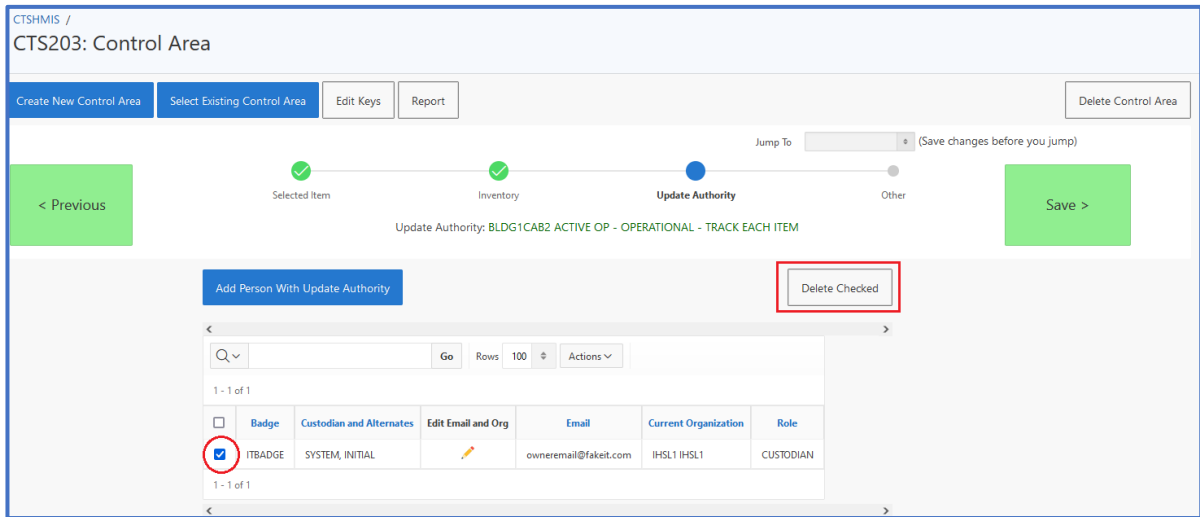 CTSHMIS /
CTS203: Control Area
Create New Control Area Select Existing Control Area Edit Keys Report Delete Control Area
Jump To (Save changes before you jump)
< Previous Selected Item Inventory Update Authority Other Save >
Update Authority: BLDG1CAB2 ACTIVE OP - OPERATIONAL - TRACK EACH ITEM
Add Person With Update Authority Delete Checked
Go Rows 100 Actions
1 - 1 of 1
Badge Custodian and Alternates Edit Email and Org Email Current Organization Role
ITBADGE SYSTEM, INITIAL owneremail@fakeit.com IHSL1 IHSL1 CUSTODIAN
1 - 1 of 1